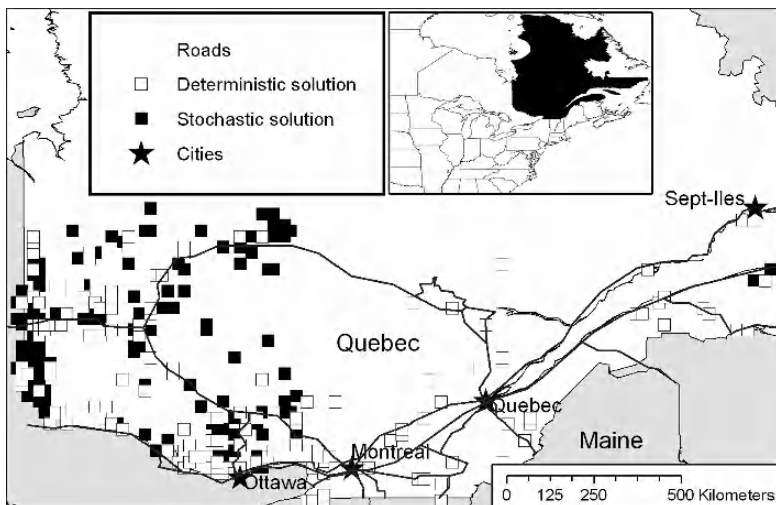 Roads
Deterministic solution
Stochastic solution
Cities
Sept-Iles
Quebec
Quebec
Maine
Montreal
Ottawa
0 125 250 500 Kilometers